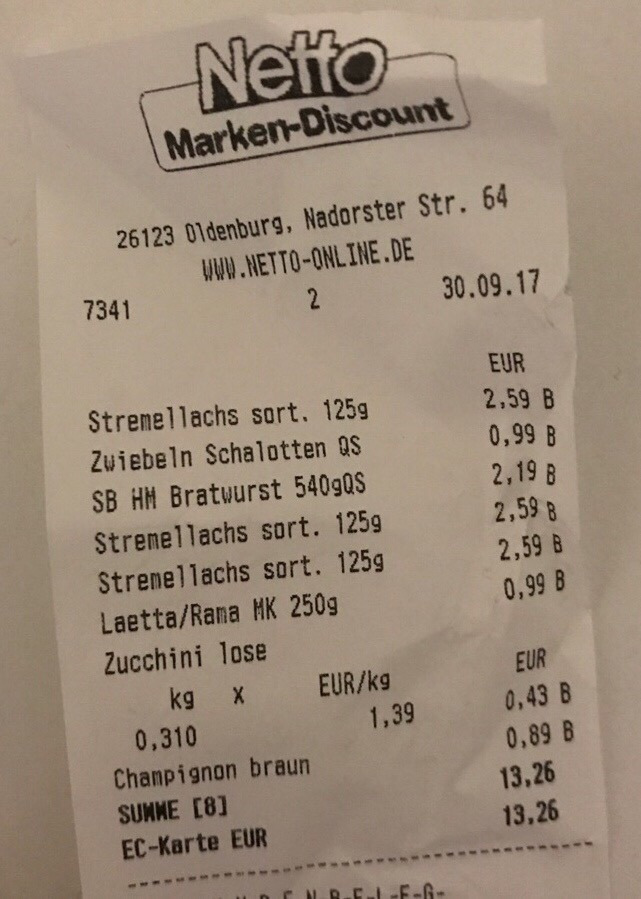 Netto
Marken-Discount
26123 Oldenburg, Nadorster Str. 64
WWW.NETTO-ONLINE.DE
7341 2 30.09.17
EUR
Stremellachs sort. 125g 2,59 B
Zwiebeln Schalotten QS 0,99 B
SB HM Bratwurst 540gQS 2,19 B
Stremellachs sort. 125g 2,59 B
Stremellachs sort. 125g 2,59 B
Laetta/Rama MK 250g 0,99 B
Zucchini lose
kg x EUR/kg EUR
0,310 1,39 0,43 B
Champignon braun 0,89 B
SUMME [8] 13,26
EC-Karte EUR 13,26